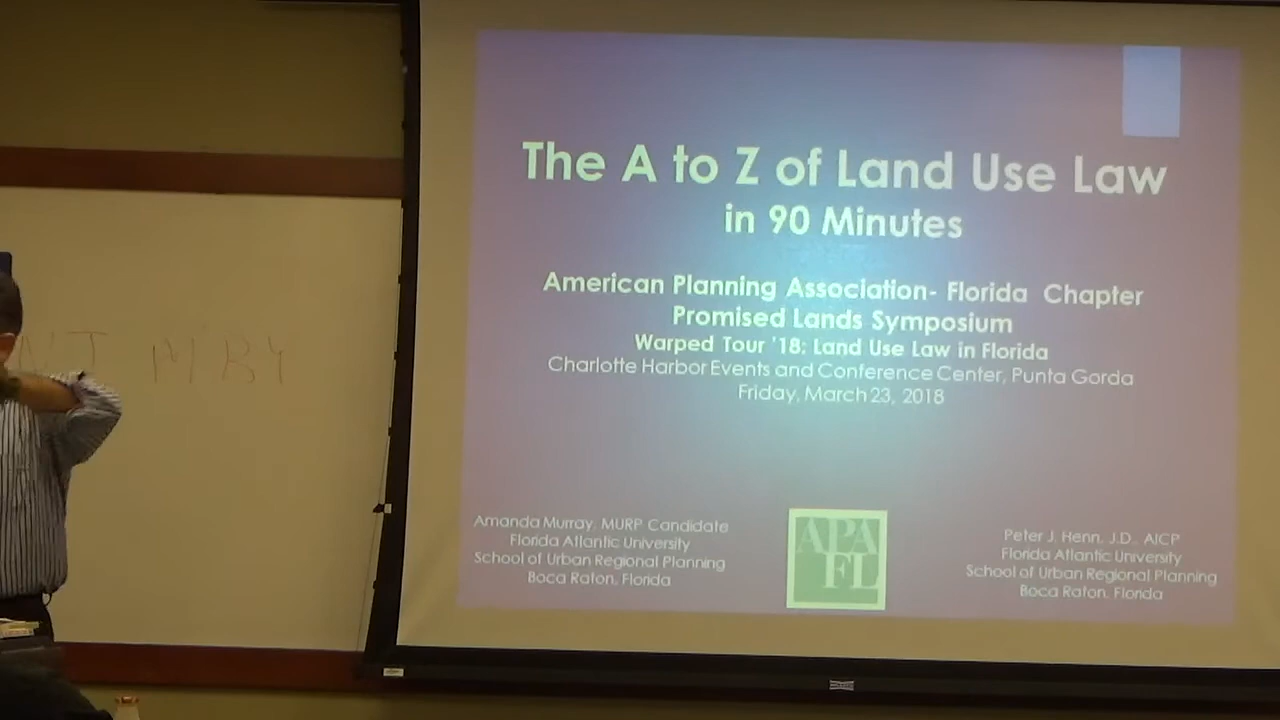 The A to Z of Land Use Law
in 90 Minutes
American Planning Association- Florida Chapter
Promised Lands Symposium
Warped Tour '18: Land Use Law in Florida
Charlotte Harbor Events and Conference Center, Punta Gorda
Friday, March 23, 2018
Amanda Murray, MURP Candidate
Florida Atlantic University
School of Urban Regional Planning
Boca Raton, Florida
APA
FL
Peter J. Henn, J.D., AICP
Florida Atlantic University
School of Urban Regional Planning
Boca Raton, Florida